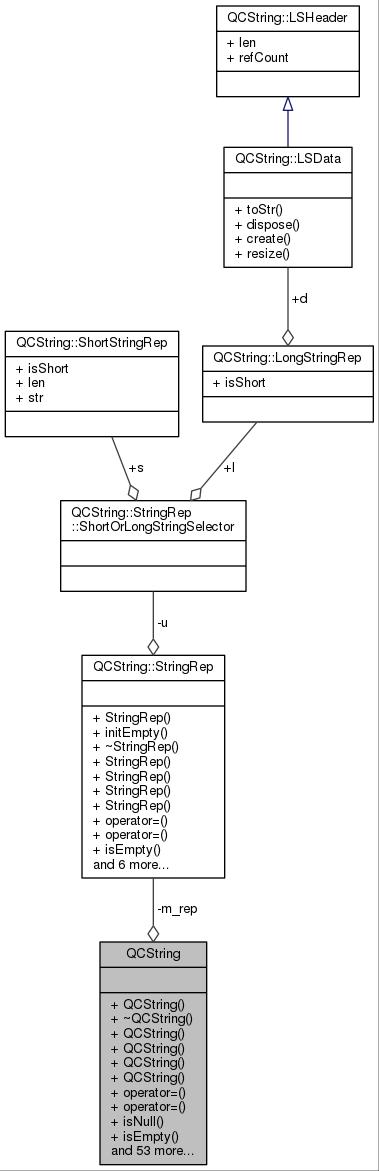 QCString::LSHeader
+ len
+ refCount
QCString::LSData
+ toStr()
+ dispose()
+ create()
+ resize()
+d
QCString::ShortStringRep
+ isShort
+ len
+ str
QCString::LongStringRep
+ isShort
+s
+l
QCString::StringRep
::ShortOrLongStringSelector
-u
QCString::StringRep
+ StringRep()
+ initEmpty()
+ ~StringRep()
+ StringRep()
+ StringRep()
+ StringRep()
+ StringRep()
+ operator=()
+ operator=()
+ isEmpty()
and 6 more...
-m_rep
QCString
+ QCString()
+ ~QCString()
+ QCString()
+ QCString()
+ QCString()
+ QCString()
+ operator=()
+ operator=()
+ isNull()
+ isEmpty()
and 53 more...